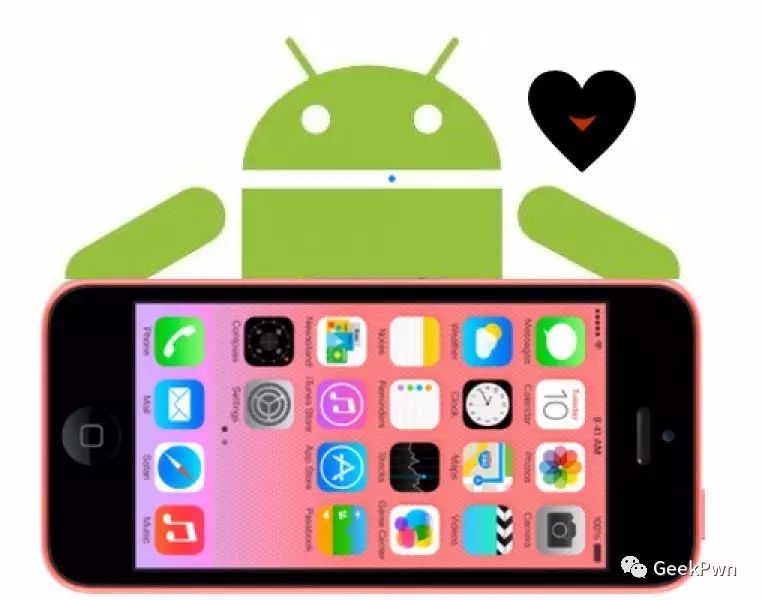 9:41 AM
100%
Messages
Tuesday
10
Calendar
Photos
Camera
Weather
Clock
Maps
Videos
Notes
Reminders
Stocks
Game Center
Newsstand
iTunes Store
App Store
Passbook
Compass
Settings
Phone
Mail
Safari
Music
GeekPwn